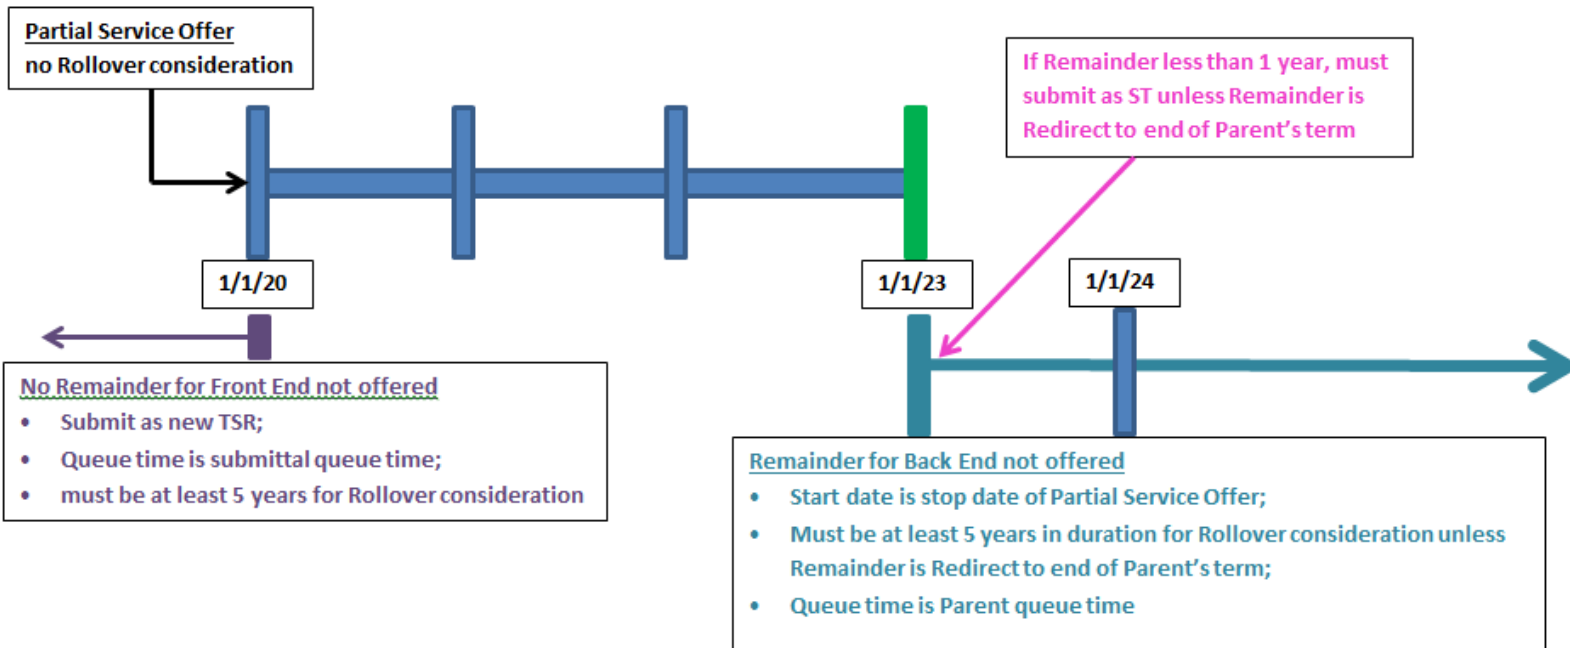 Partial Service Offer
no Rollover consideration
If Remainder less than 1 year, must
submit as ST unless Remainder is
Redirect to end of Parent’s term
1/1/20
1/1/23
1/1/24
No Remainder for Front End not offered
• Submit as new TSR;
• Queue time is submittal queue time;
• must be at least 5 years for Rollover consideration
Remainder for Back End not offered
• Start date is stop date of Partial Service Offer;
• Must be at least 5 years in duration for Rollover consideration unless
Remainder is Redirect to end of Parent’s term;
• Queue time is Parent queue time